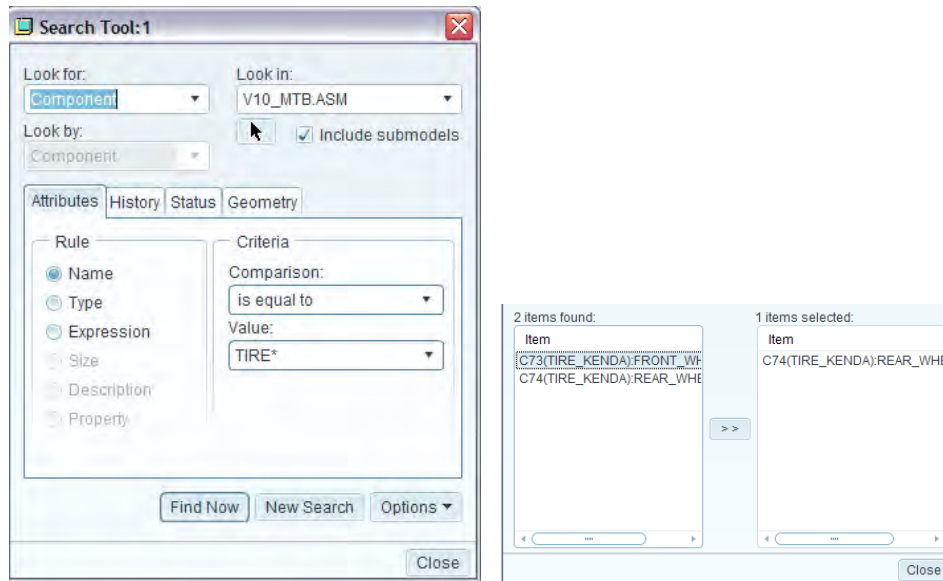 Search Tool:1
Look for:
Look in:
Component
V10_MTB.ASM
Look by:
Include submodels
Component
Attributes History Status Geometry
Rule
Criteria
Name
Comparison:
Type
is equal to
Expression
Value:
Size
TIRE*
Description
Property
Find Now New Search Options
Close
2 items found:
1 items selected:
Item
Item
C73(TIRE_KENDA):FRONT_WH
C74(TIRE_KENDA):REAR_WHE
C74(TIRE_KENDA):REAR_WHE
>>
Close